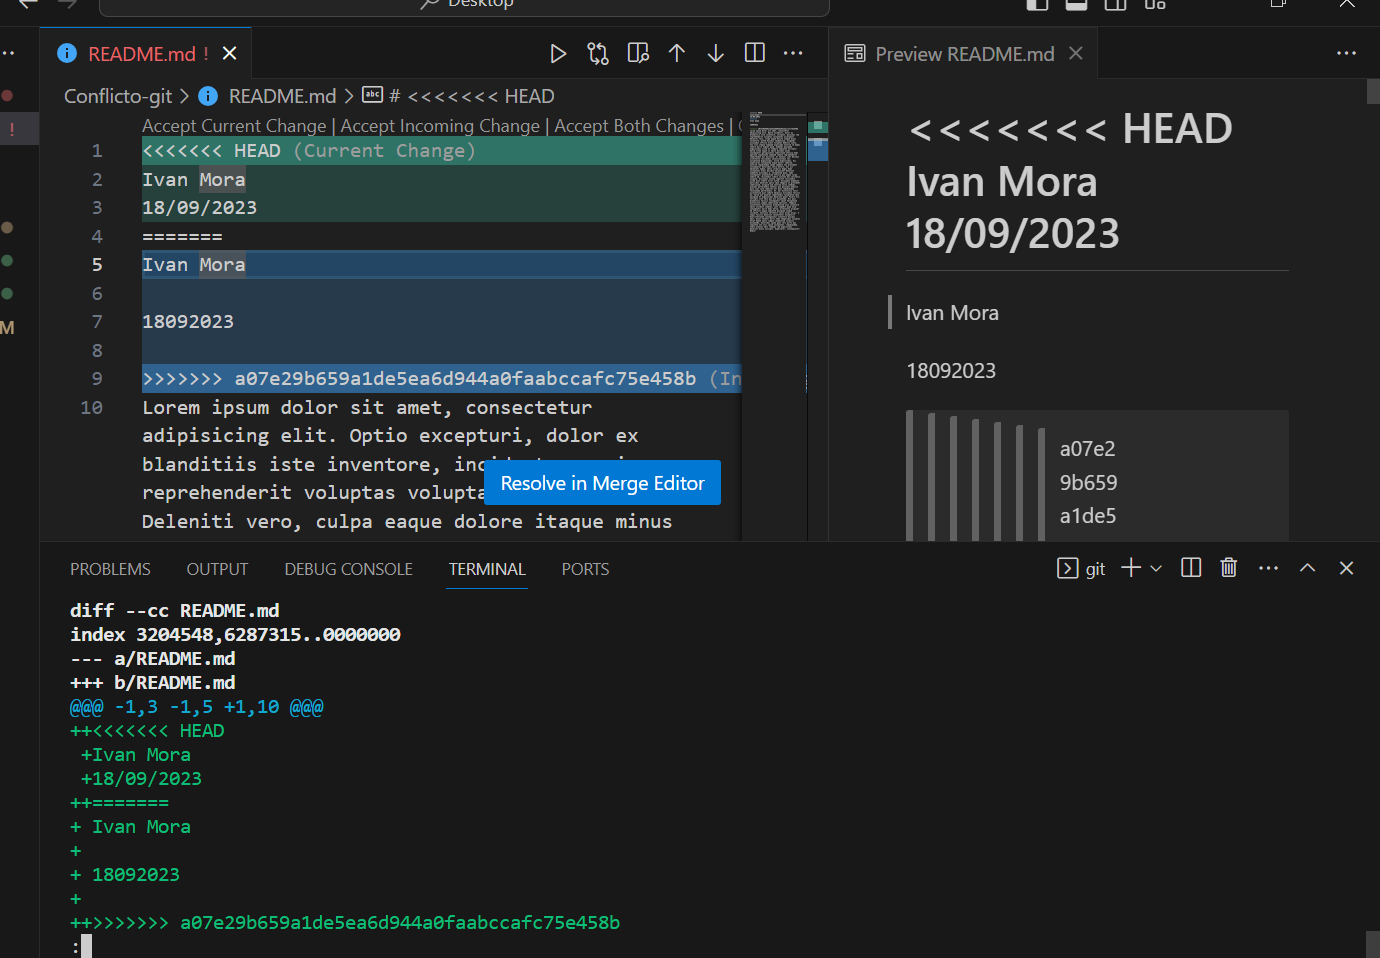 Desktop
README.md !
Preview README.md
Conflicto-git > README.md > # <<<<<<< HEAD
Accept Current Change | Accept Incoming Change | Accept Both Changes |
1 <<<<<<< HEAD (Current Change)
2 Ivan Mora
3 18/09/2023
4 =======
5 Ivan Mora
6
7 18092023
8
9 >>>>>>> a07e29b659a1de5ea6d944a0faabccafc75e458b (In
10 Lorem ipsum dolor sit amet, consectetur
adipisicing elit. Optio excepturi, dolor ex
blanditiis iste inventore,
reprehenderit voluptas
Deleniti vero, culpa eaque dolore itaque minus
Resolve in Merge Editor
<<<<<<< HEAD
Ivan Mora
18/09/2023
Ivan Mora
18092023
a07e2
9b659
a1de5
!
M
PROBLEMS OUTPUT DEBUG CONSOLE TERMINAL PORTS
git
diff --cc README.md
index 3204548,6287315..0000000
--- a/README.md
+++ b/README.md
@@@ -1,3 -1,5 +1,10 @@@
++<<<<<<< HEAD
 +Ivan Mora
 +18/09/2023
++=======
+ Ivan Mora
+
+ 18092023
+
++>>>>>>> a07e29b659a1de5ea6d944a0faabccafc75e458b
: